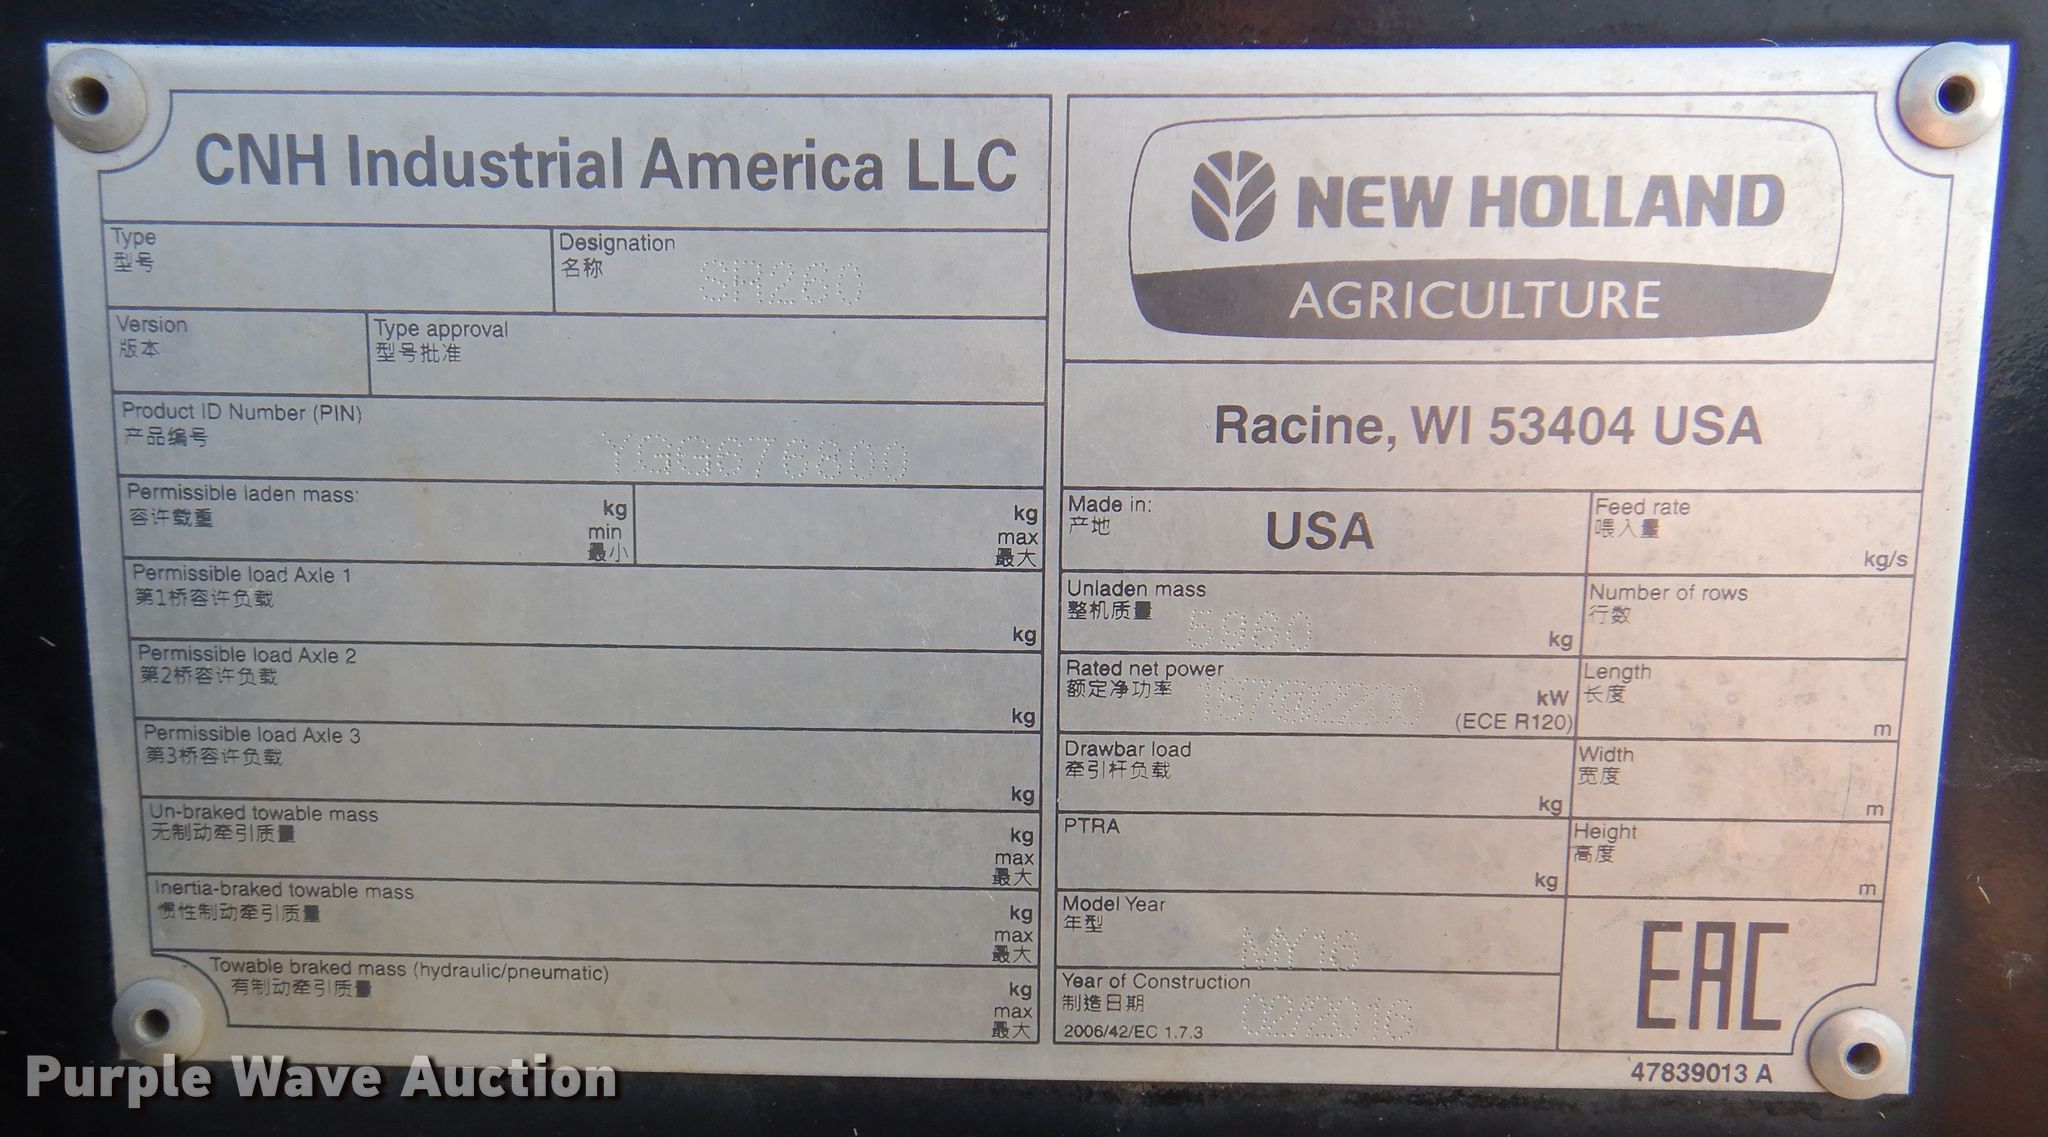 CNH Industrial America LLC
Type
型号
Designation
名称
SR260
Version
版本
Type approval
型号批准
Product ID Number (PIN)
产品编号
YGG676800
Permissible laden mass:
容许载重
kg
min
最小
kg
max
最大
Permissible load Axle 1
第1桥容许负载
kg
Permissible load Axle 2
第2桥容许负载
kg
Permissible load Axle 3
第3桥容许负载
kg
Un-braked towable mass
无制动牵引质量
kg
max
最大
Inertia-braked towable mass
惯性制动牵引质量
kg
max
最大
Towable braked mass (hydraulic/pneumatic)
有制动牵引质量
kg
max
最大
NEW HOLLAND
AGRICULTURE
Racine, WI 53404 USA
Made in:
产地
USA
Feed rate
喂入量
kg/s
Unladen mass
整机质量
5960
kg
Number of rows
行数
Rated net power
额定净功率
167@2200
kW
(ECE R120)
Length
长度
m
Drawbar load
牵引杆负载
kg
Width
宽度
m
PTRA
kg
Height
高度
m
Model Year
年型
MY16
Year of Construction
制造日期
02/2016
2006/42/EC 1.7.3
EAC
47839013 A
Purple Wave Auction